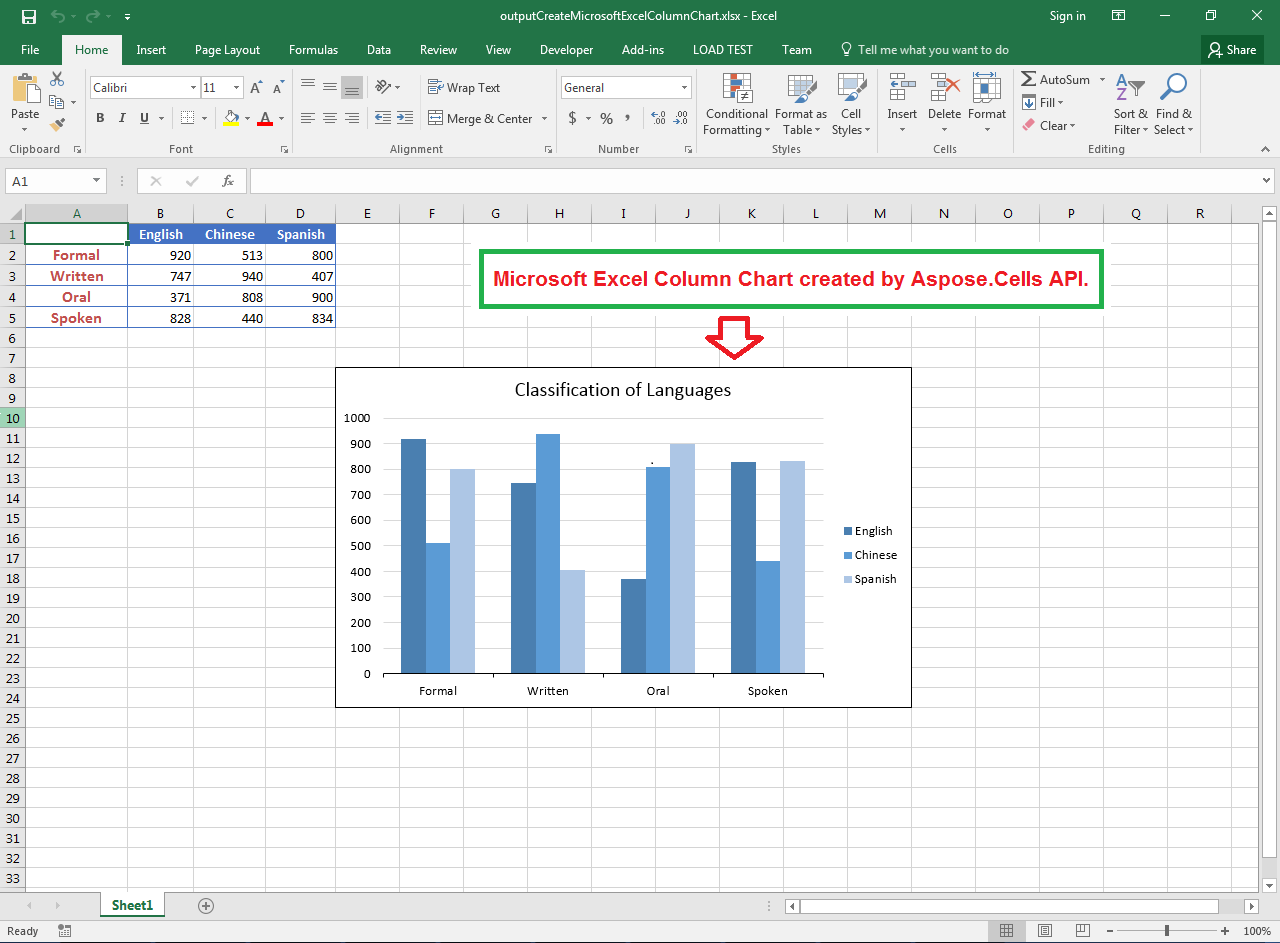 outputCreateMicrosoftExcelColumnChart.xlsx - Excel
Sign in
File Home Insert Page Layout Formulas Data Review View Developer Add-ins LOAD TEST Team Tell me what you want to do Share
Paste
Clipboard
Calibri 11 A A
B I U A
Font
Wrap Text
Merge & Center
Alignment
General
$ % ,
Number
Conditional Formatting
Format as Table
Cell Styles
Styles
Insert Delete Format
Cells
AutoSum
Fill
Clear
Sort & Filter
Find & Select
Editing
A1 fx
A B C D E F G H I J K L M N O P Q R
1 English Chinese Spanish
2 Formal 920 513 800
3 Written 747 940 407
4 Oral 371 808 900
5 Spoken 828 440 834
6
7
8
9
10
11
12
13
14
15
16
17
18
19
20
21
22
23
24
25
26
27
28
29
30
31
32
33
Microsoft Excel Column Chart created by Aspose.Cells API.
Classification of Languages
1000
900
800
700
600
500
400
300
200
100
0
Formal Written Oral Spoken
English
Chinese
Spanish
Sheet1
Ready 100%